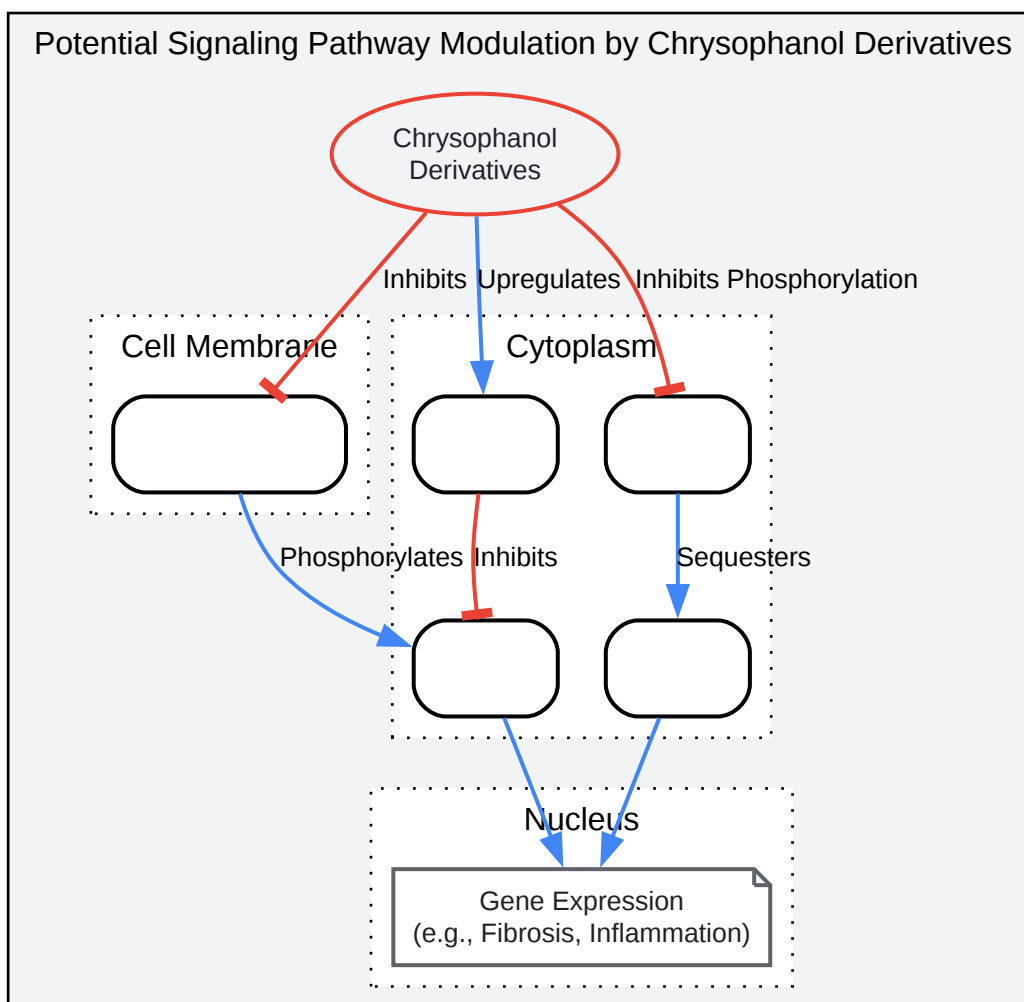 Potential Signaling Pathway Modulation by Chrysophanol Derivatives
Chrysophanol
Derivatives
Inhibits
Upregulates
Inhibits Phosphorylation
Cell Membrane
Cytoplasm
Phosphorylates
Inhibits
Sequesters
Nucleus
Gene Expression
(e.g., Fibrosis, Inflammation)